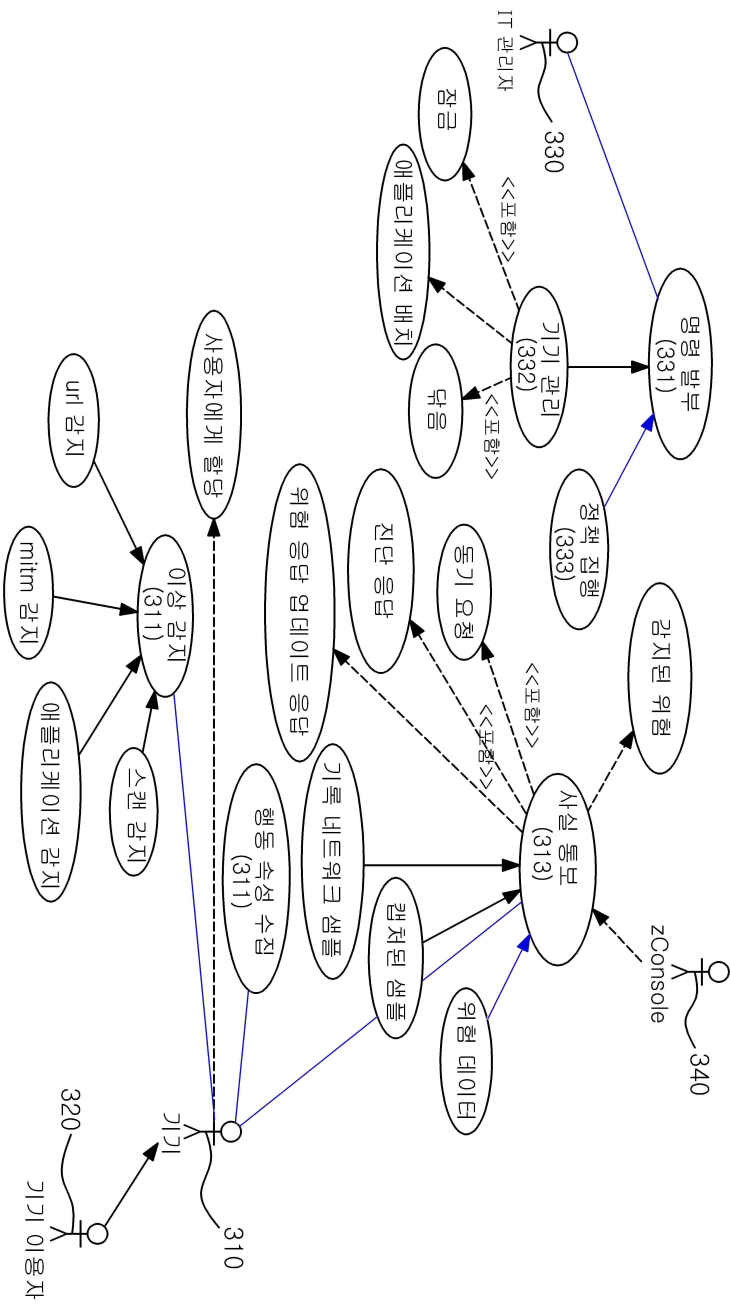 IT 관리자
330
명령 발부
(331)
잠금
<<포함>>
애플리케이션 배치
기기 관리
(332)
닦음
<<포함>>
정책 집행
(333)
사용자에게 할당
url 감지
mitm 감지
이상 감지
(311)
애플리케이션 감지
스캔 감지
위험 응답 업데이트 응답
진단 응답
동기 요청
<<포함>>
<<포함>>
감지된 위험
사실 통보
(313)
기록 네트워크 샘플
행동 속성 수집
(311)
캡처된 샘플
위험 데이터
zConsole
340
기기
310
320
기기 이용자